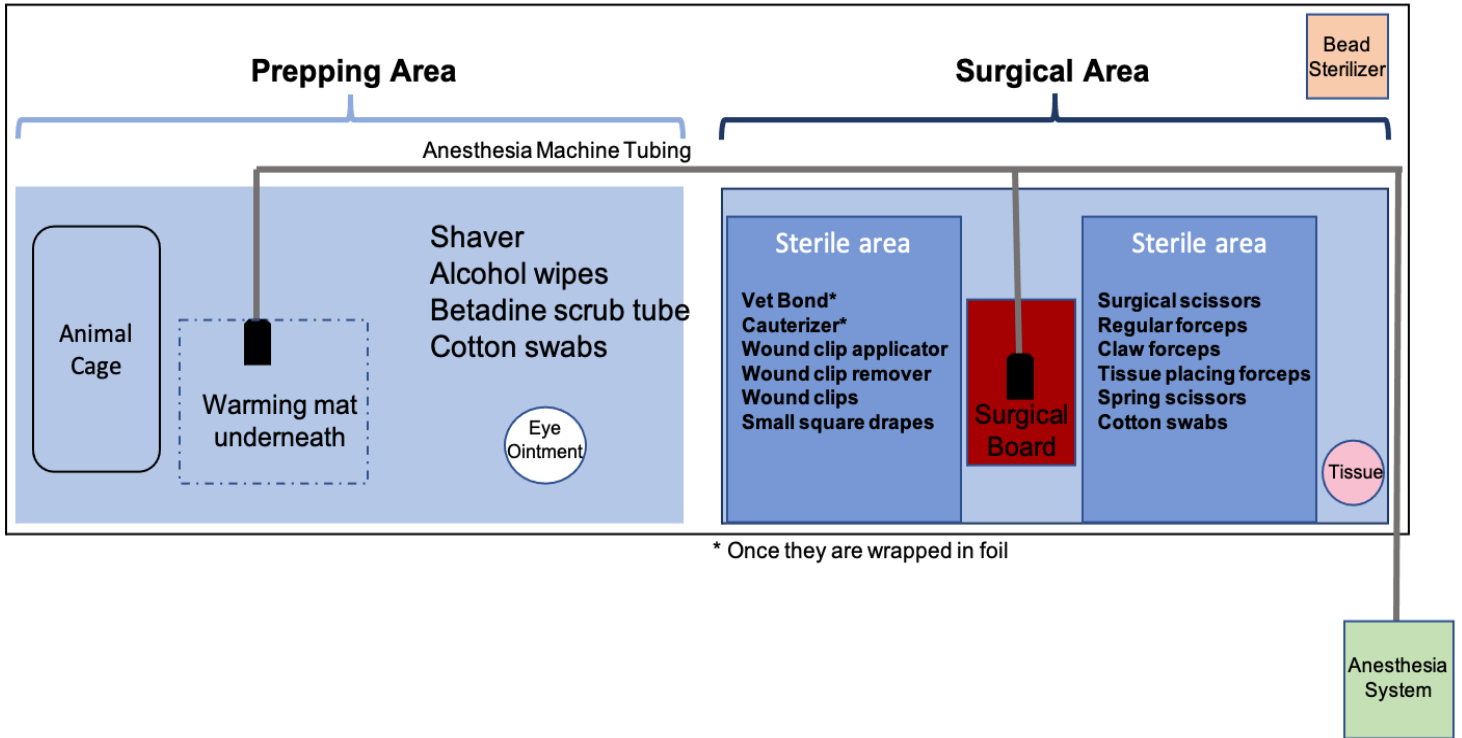 Bead
Sterilizer
Prepping Area
Surgical Area
Anesthesia Machine Tubing
Animal
Cage
Warming mat
underneath
Shaver
Alcohol wipes
Betadine scrub tube
Cotton swabs
Eye
Ointment
Sterile area
Vet Bond*
Cauterizer*
Wound clip applicator
Wound clip remover
Wound clips
Small square drapes
Surgical
Board
Sterile area
Surgical scissors
Regular forceps
Claw forceps
Tissue placing forceps
Spring scissors
Cotton swabs
Tissue
* Once they are wrapped in foil
Anesthesia
System